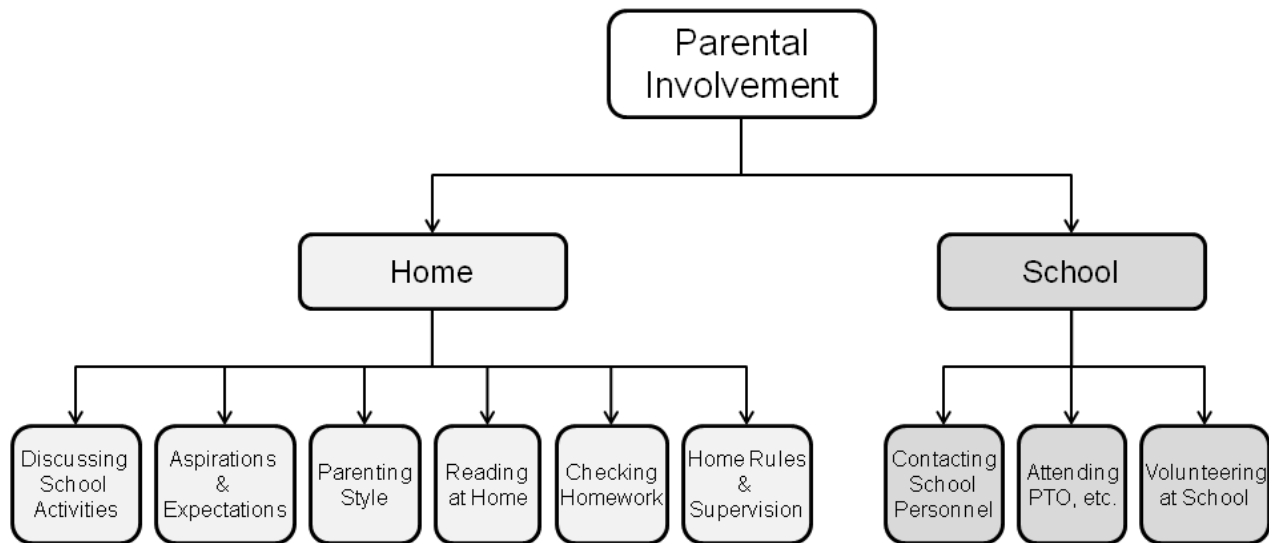 Parental
Involvement
Home
School
Discussing
School
Activities
Aspirations
&
Expectations
Parenting
Style
Reading
at Home
Checking
Homework
Home Rules
&
Supervision
Contacting
School
Personnel
Attending
PTO, etc.
Volunteering
at School